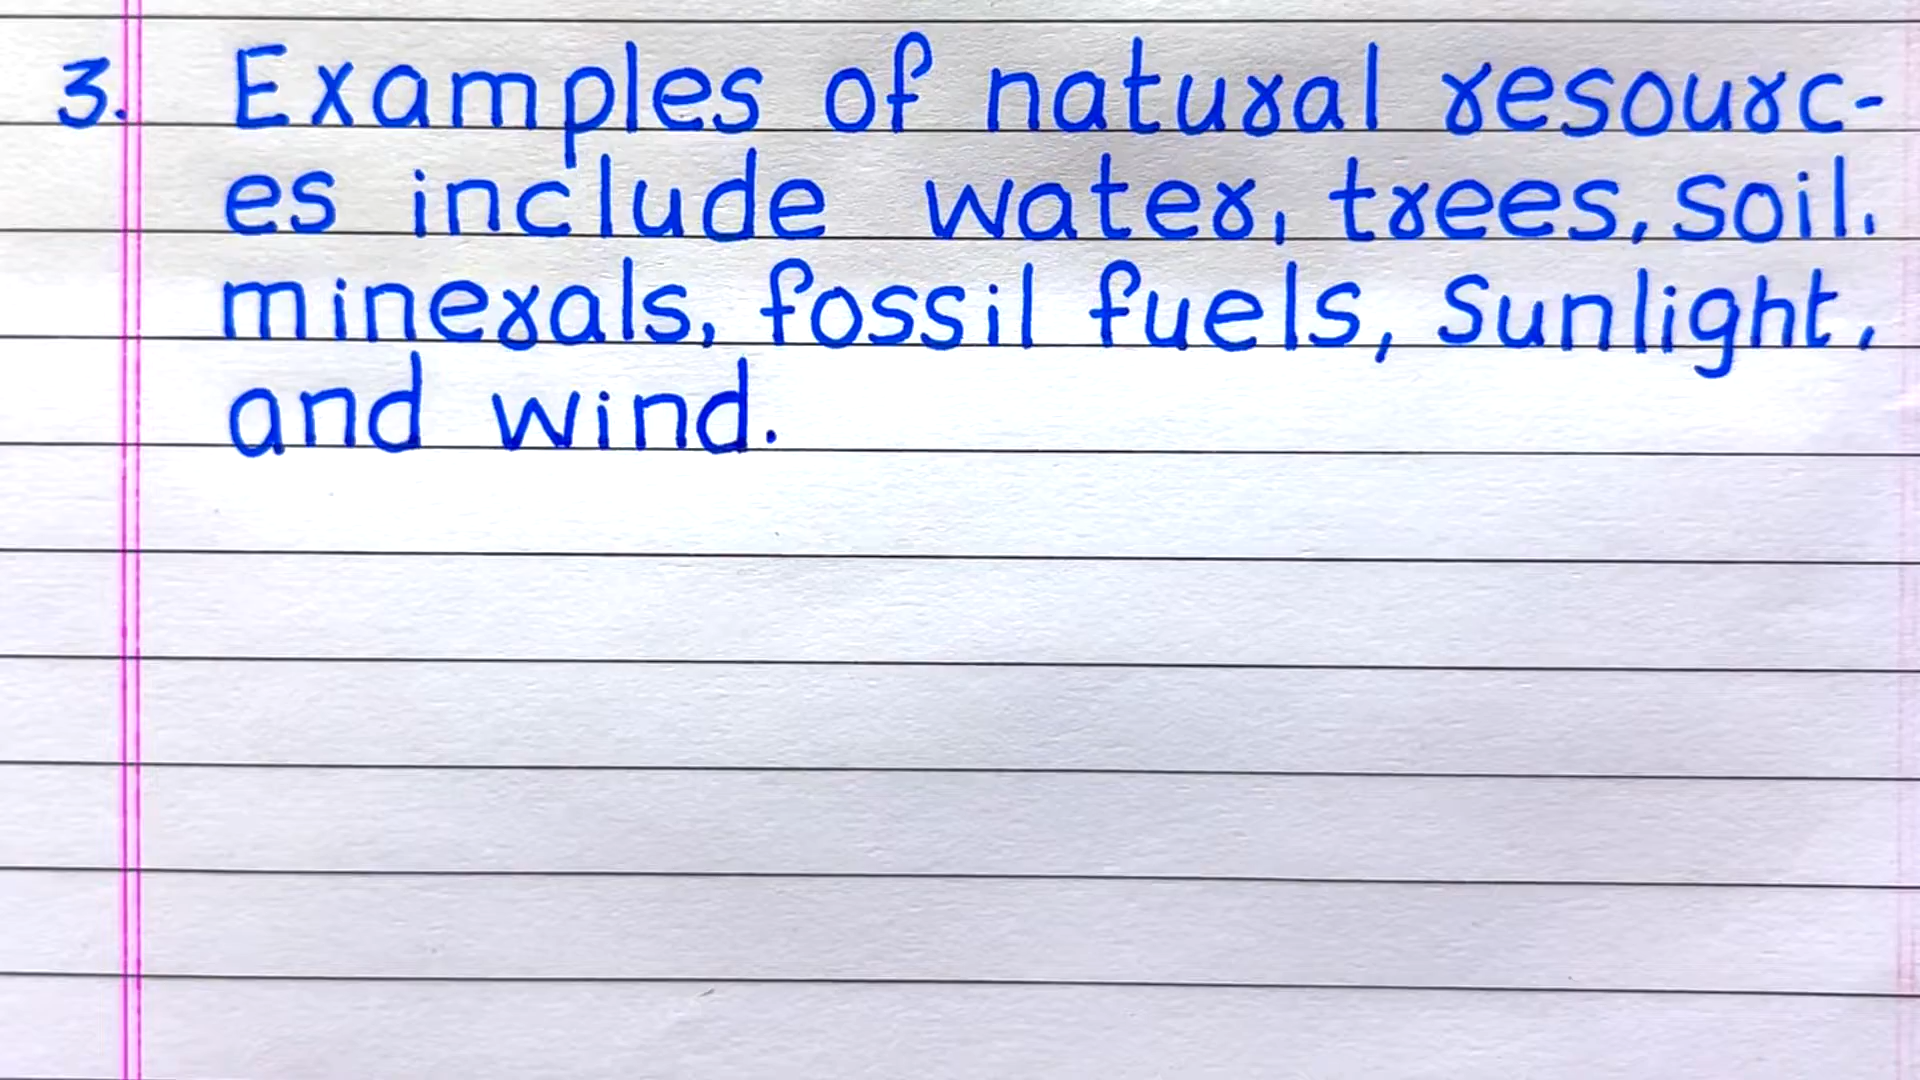 3. Examples of natural resourc-
es include water, trees, soil,
minerals, fossil fuels, Sunlight,
and wind.